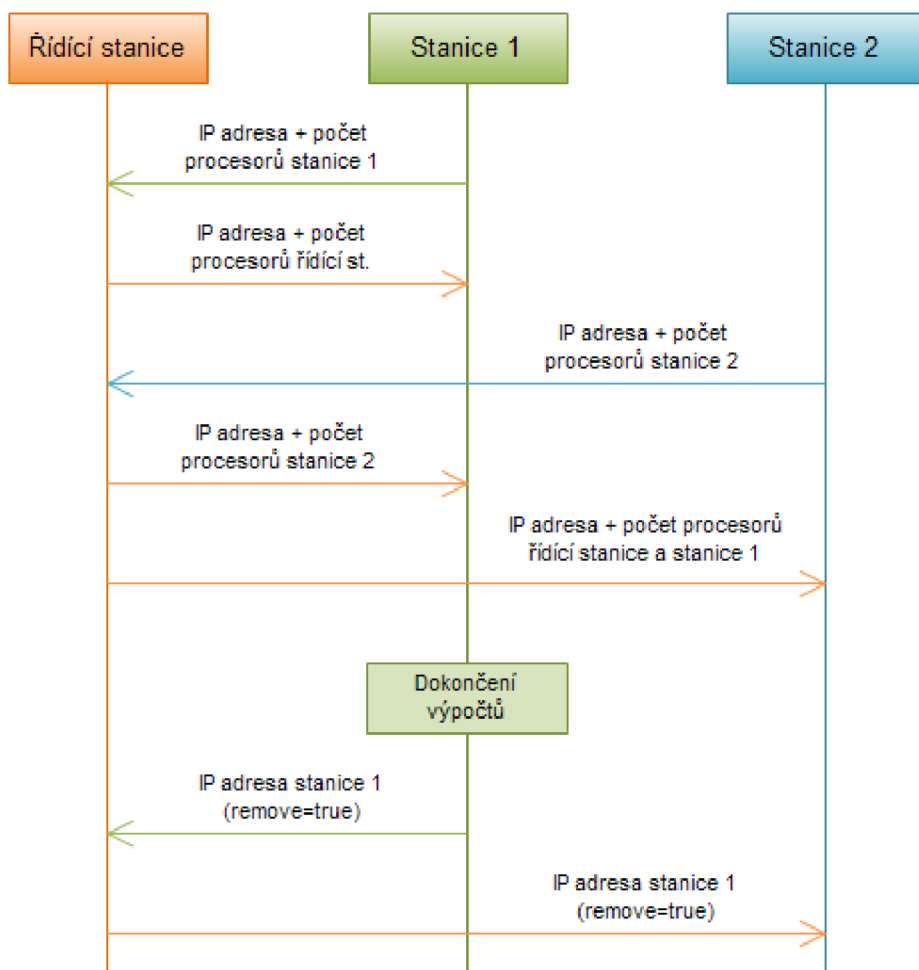 Řídící stanice
Stanice 1
Stanice 2
IP adresa + počet
procesorů stanice 1
IP adresa + počet
procesorů řídící st.
IP adresa + počet
procesorů stanice 2
IP adresa + počet
procesorů stanice 2
IP adresa + počet procesorů
řídící stanice a stanice 1
Dokončení
výpočtů
IP adresa stanice 1
(remove=true)
IP adresa stanice 1
(remove=true)